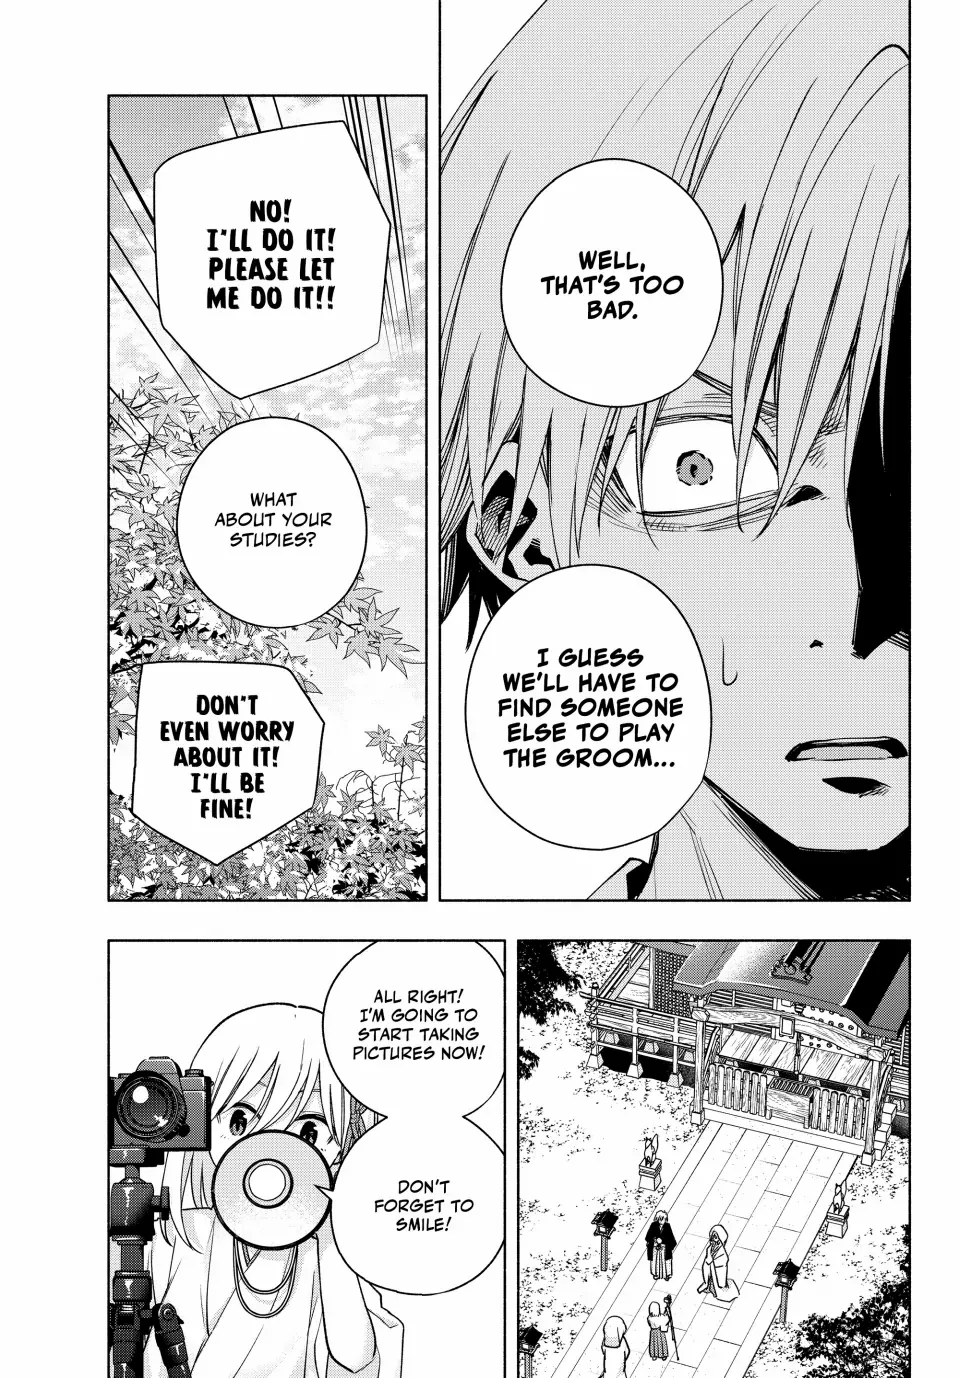 WELL,
THAT'S TOO
BAD.
I GUESS
WE'LL HAVE TO
FIND SOMEONE
ELSE TO PLAY
THE GROOM...
NO!
I'LL DO IT!
PLEASE LET
ME DO IT!!
WHAT
ABOUT YOUR
STUDIES?
DON'T
EVEN WORRY
ABOUT IT!
I'LL BE
FINE!
ALL RIGHT!
I'M GOING TO
START TAKING
PICTURES NOW!
DON'T
FORGET TO
SMILE!